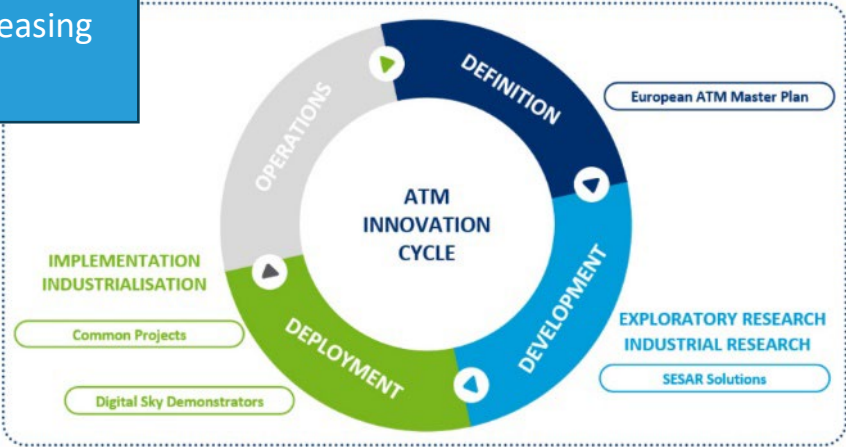 OPERATIONS
DEFINITION
European ATM Master Plan
ATM
INNOVATION
CYCLE
IMPLEMENTATION
INDUSTRIALISATION
Common Projects
Digital Sky Demonstrators
DEPLOYMENT
DEVELOPMENT
EXPLORATORY RESEARCH
INDUSTRIAL RESEARCH
SESAR Solutions